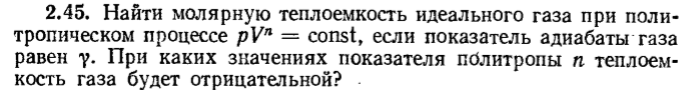 2.45. Найти молярную теплоемкость идеального газа при поли-
тропическом процессе pVⁿ = const, если показатель адиабаты газа
равен γ. При каких значениях показателя политропы n теплоем-
кость газа будет отрицательной?